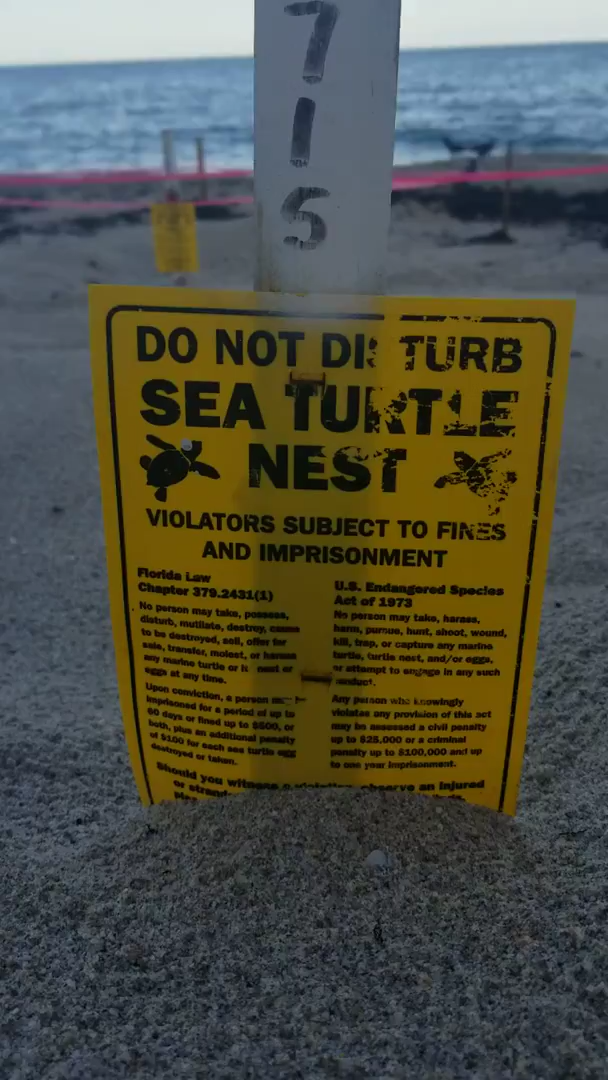 7
1
5
DO NOT DISTURB
SEA TURTLE
NEST
VIOLATORS SUBJECT TO FINES
AND IMPRISONMENT
Florida Law
Chapter 379.2431(1)
No person may take, possess,
disturb, mutilate, destroy, cause
to be destroyed, sell, offer for
sale, transfer, molest, or harass
any marine turtle or it nest or
eggs at any time.
Upon conviction, a person
imprisoned for a period of up to
60 days or fined up to $500, or
both, plus an additional penalty
of $100 for each sea turtle egg
destroyed or taken.
U.S. Endangered Species
Act of 1973
No person may take, harass,
harm, pursue, hunt, shoot, wound,
kill, trap, or capture any marine
turtle, turtle nest, and/or eggs,
or attempt to engage in any such
conduct.
Any person who knowingly
violates any provision of this act
may be assessed a civil penalty
up to $25,000 or a criminal
penalty up to $100,000 and up
to one year imprisonment.
Should you witness a violation, observe an injured
or strand